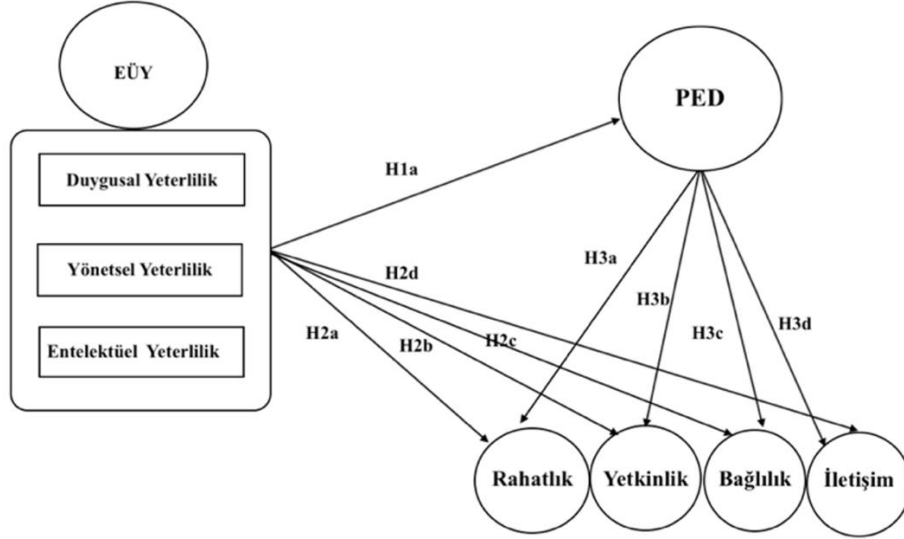 EÜY
PED
Duygusal Yeterlilik
Yönetsel Yeterlilik
Entelektüel Yeterlilik
H1a
H2a
H2b
H2c
H2d
H3a
H3b
H3c
H3d
Rahatlık
Yetkinlik
Bağlılık
İletişim